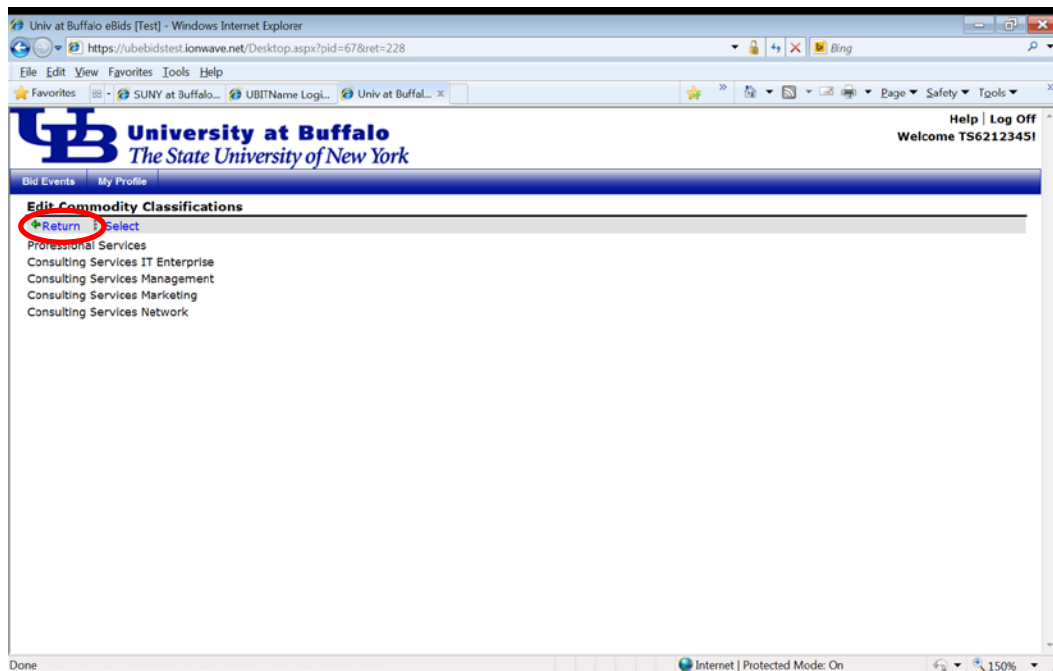 Univ at Buffalo eBids [Test] - Windows Internet Explorer
https://ubebidstest.ionwave.net/Desktop.aspx?pid=67&ret=228
Bing
File Edit View Favorites Tools Help
Favorites SUNY at Buffalo... UBITName Logi... Univ at Buffal... x Page Safety Tools
UB University at Buffalo
The State University of New York
Help | Log Off
Welcome TS6212345!
Bid Events My Profile
Edit Commodity Classifications
Return Select
Professional Services
Consulting Services IT Enterprise
Consulting Services Management
Consulting Services Marketing
Consulting Services Network
Done Internet | Protected Mode: On 150%